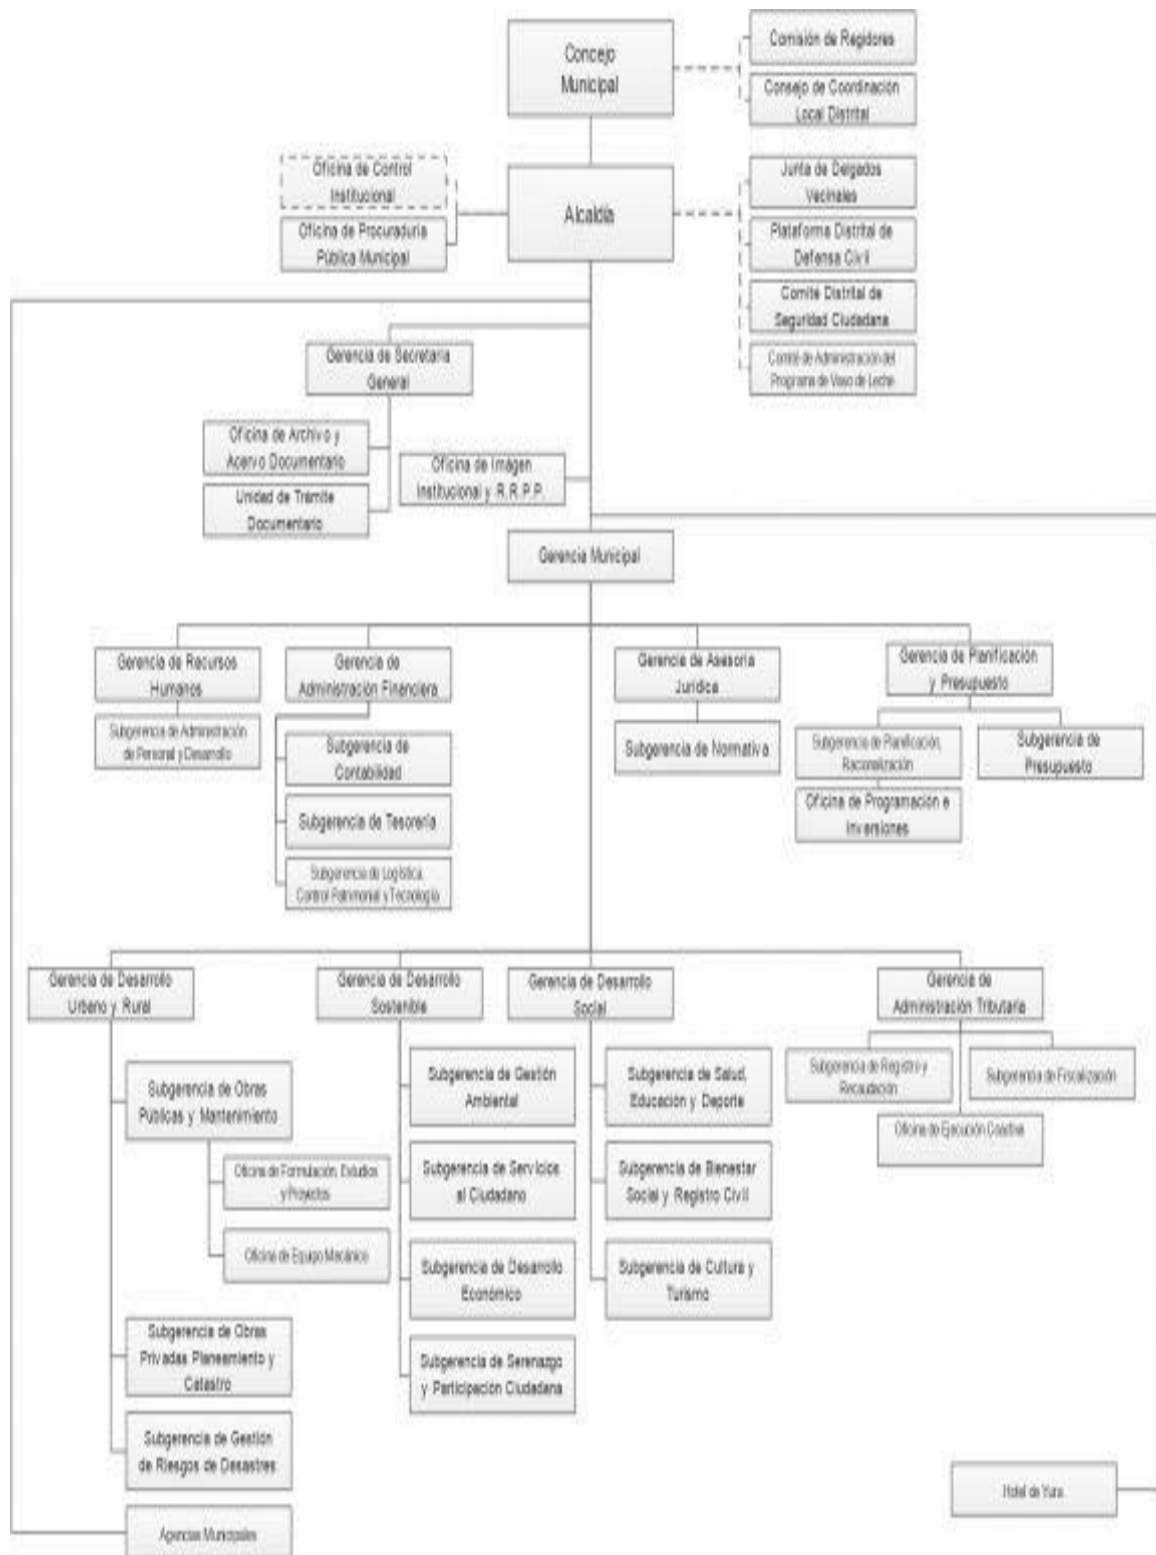 Concejo
Municipal
Comisión de Regidores
Consejo de Coordinación
Local Distrital
Oficina de Control
Institucional
Alcaldía
Junta de Delgados
Vecinales
Oficina de Procuraduría
Pública Municipal
Plataforma Distrital de
Defensa Civil
Comité Distrital de
Seguridad Ciudadana
Comité de Administración del
Programa de Vaso de Leche
Gerencia de Secretaria
General
Oficina de Archivo y
Acervo Documentario
Oficina de Imágen
Institucional y R.R.P.P.
Unidad de Trámite
Documentario
Gerencia Municipal
Gerencia de Recursos
Humanos
Gerencia de
Administración Financiera
Gerencia de Asesoria
Jurídica
Gerencia de Planificación
y Presupuesto
Subgerencia de Administración
de Personal y Desarrollo
Subgerencia de
Contabilidad
Subgerencia de Normativa
Subgerencia de Planificación,
Racionalización
Subgerencia de
Presupuesto
Subgerencia de Tesorería
Oficina de Programación e
Inversiones
Subgerencia de Logística,
Control Patrimonial y Tecnología
Gerencia de Desarrollo
Urbano y Rural
Gerencia de Desarrollo
Sostenible
Gerencia de Desarrollo
Social
Gerencia de
Administración Tributaria
Subgerencia de Obras
Públicas y Mantenimiento
Subgerencia de Gestión
Ambiental
Subgerencia de Salud,
Educación y Deporte
Subgerencia de Registro y
Recaudación
Subgerencia de Fiscalización
Oficina de Ejecución Coactiva
Oficina de Formulación, Estudios
y Proyectos
Subgerencia de Servicios
al Ciudadano
Subgerencia de Bienestar
Social y Registro Civil
Oficina de Equipo Mecánico
Subgerencia de Desarrollo
Económico
Subgerencia de Cultura y
Turismo
Subgerencia de Obras
Privadas Planeamiento y
Catastro
Subgerencia de Serenazgo
y Participación Ciudadana
Subgerencia de Gestión
de Riesgos de Desastres
Hotel de Yura
Agencias Municipales